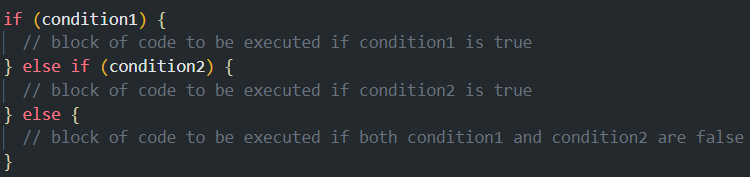 if (condition1) {
  // block of code to be executed if condition1 is true
} else if (condition2) {
  // block of code to be executed if condition2 is true
} else {
  // block of code to be executed if both condition1 and condition2 are false
}